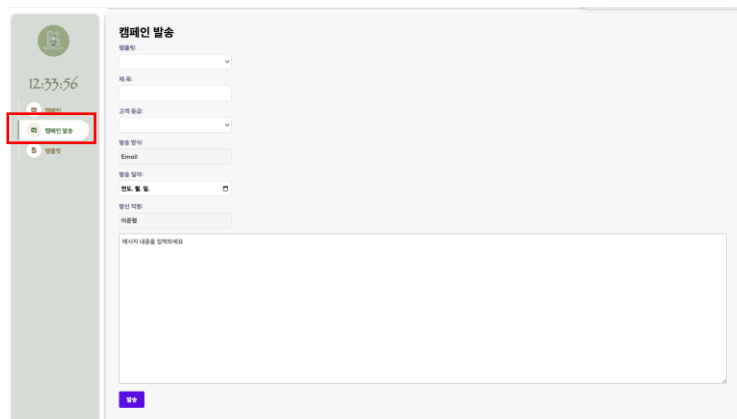 12:33:56
캠페인
캠페인 발송
템플릿
캠페인 발송
템플릿:
제 목:
고객 등급:
발송 방식:
Email
발송 일자:
연도. 월. 일.
발신 직원:
이준형
메시지 내용을 입력하세요
발송